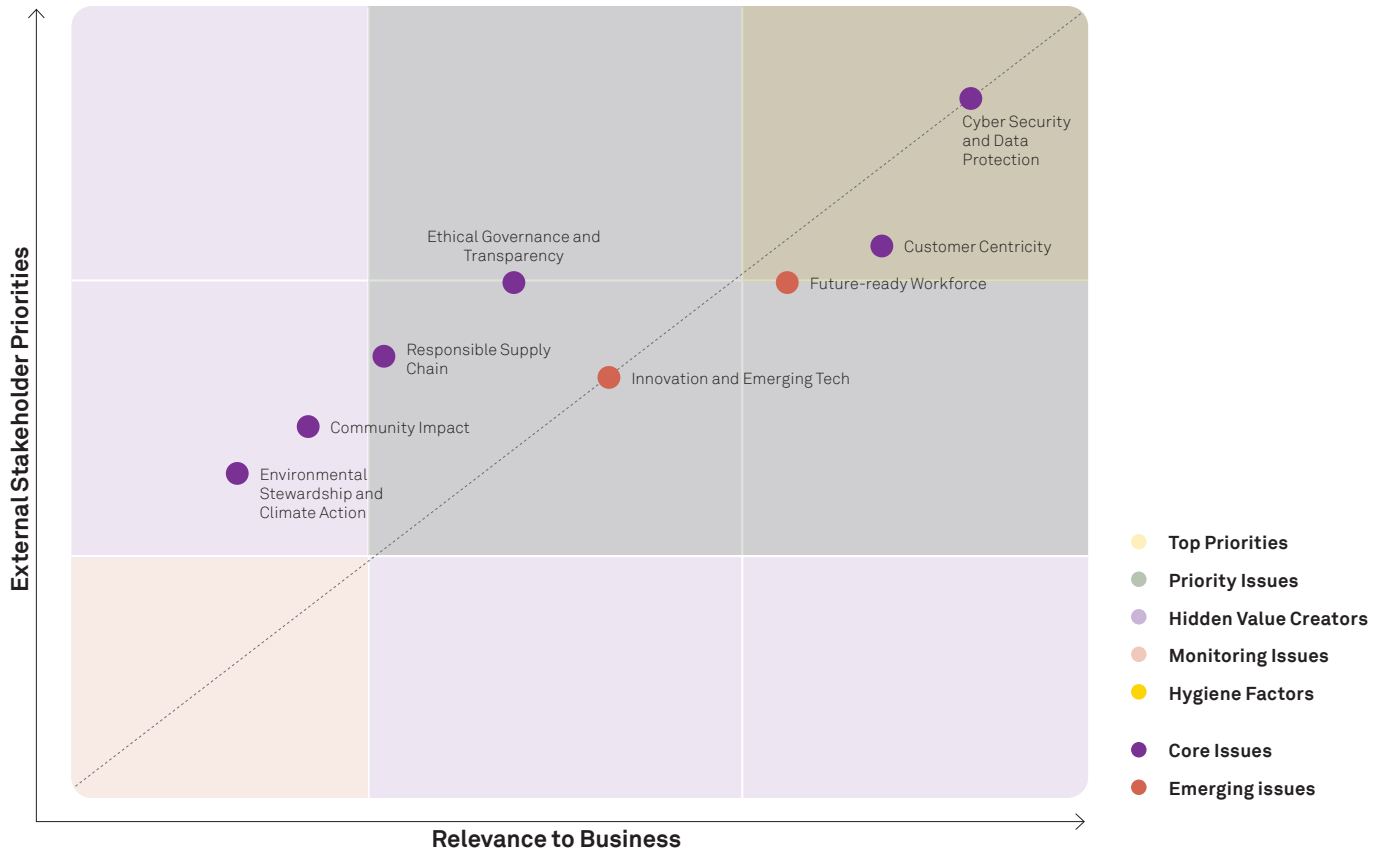 External Stakeholder Priorities
Cyber Security
and Data
Protection
Ethical Governance and
Transparency
Customer Centricity
Future-ready Workforce
Responsible Supply
Chain
Innovation and Emerging Tech
Community Impact
Environmental
Stewardship and
Climate Action
Top Priorities
Priority Issues
Hidden Value Creators
Monitoring Issues
Hygiene Factors
Core Issues
Emerging issues
Relevance to Business